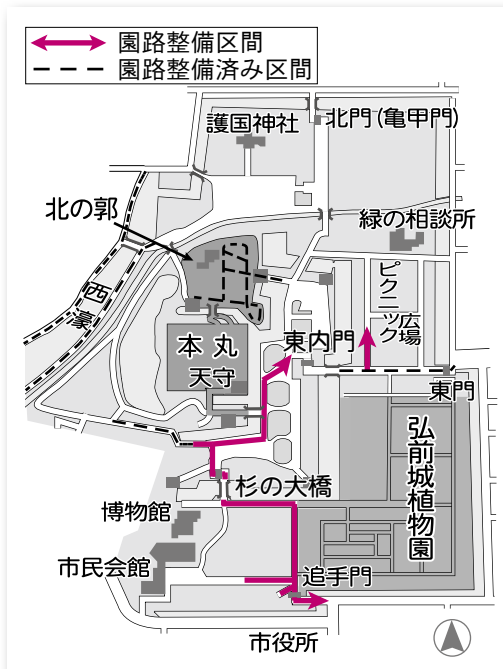 園路整備区間
園路整備済み区間
護国神社
北門(亀甲門)
北の郭
緑の相談所
西濠
ピクニック広場
本丸
天守
東内門
東門
弘前城植物園
杉の大橋
博物館
市民会館
追手門
市役所